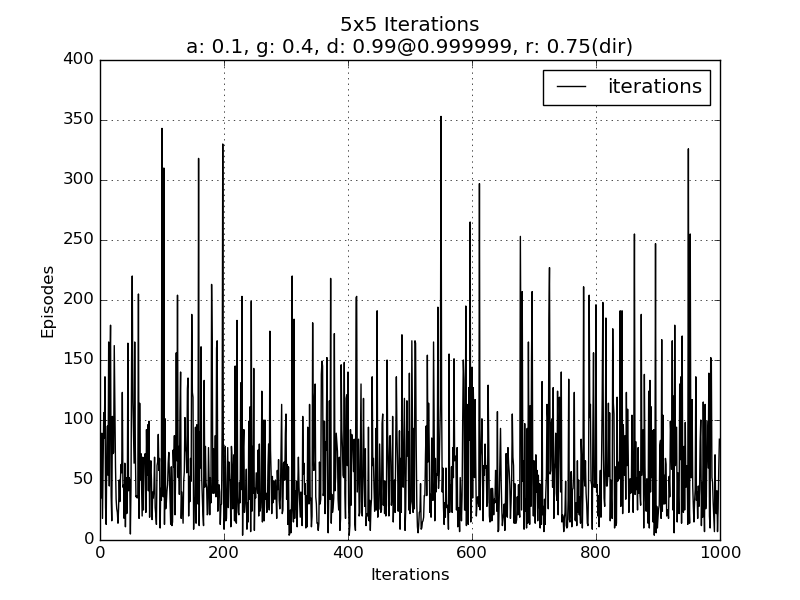 5x5 Iterations
a: 0.1, g: 0.4, d: 0.99@0.999999, r: 0.75(dir)
iterations
400
350
300
250
200
150
100
50
0
Episodes
0 200 400 600 800 1000
Iterations